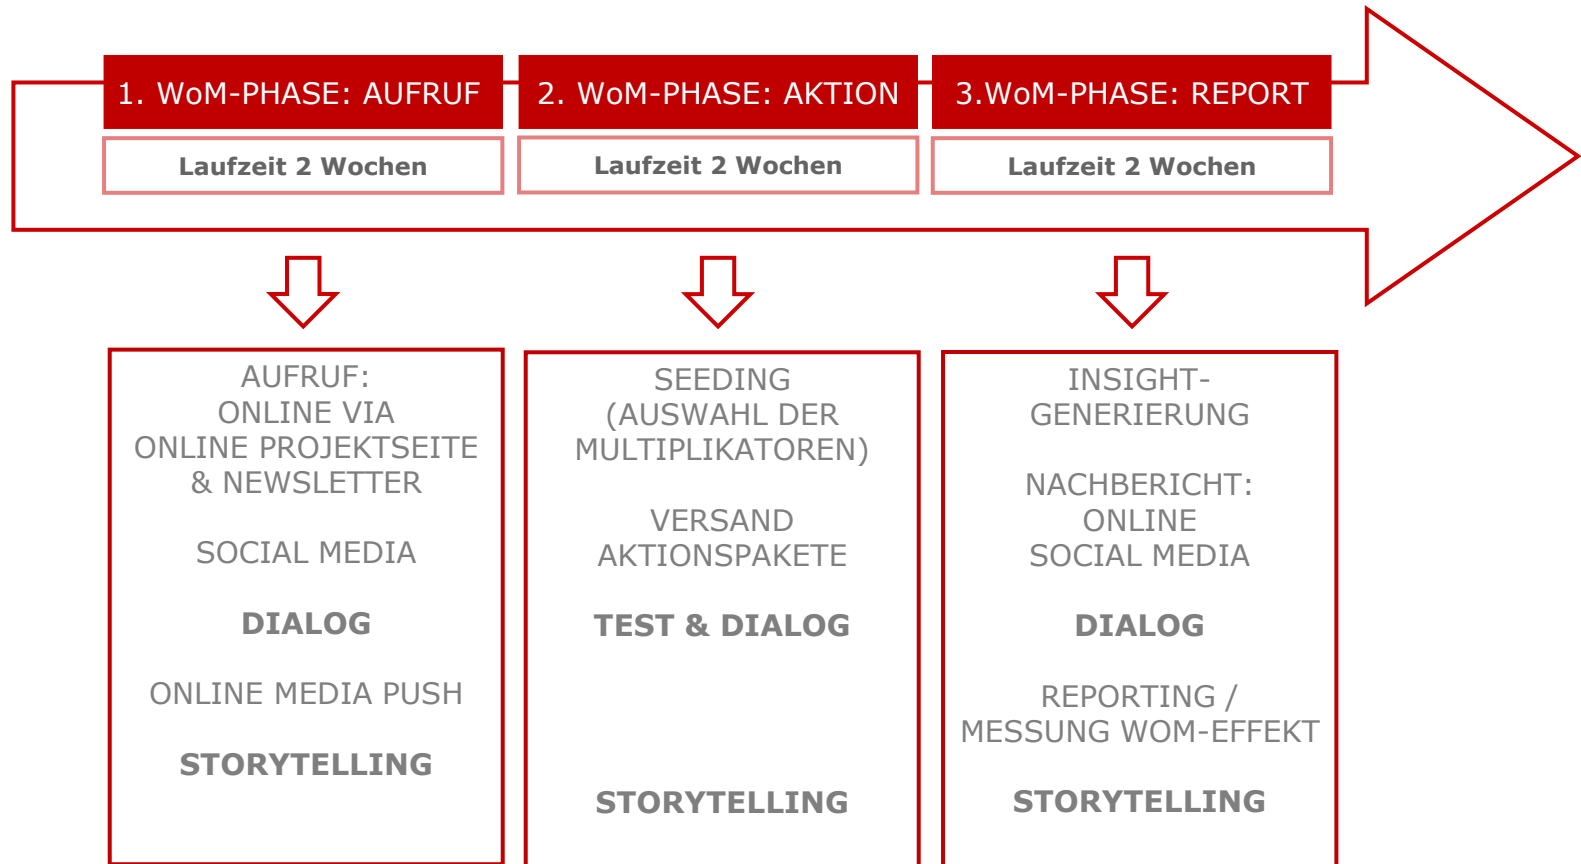 1. WoM-PHASE: AUFRUF
2. WoM-PHASE: AKTION
3.WoM-PHASE: REPORT
Laufzeit 2 Wochen
Laufzeit 2 Wochen
Laufzeit 2 Wochen
AUFRUF:
ONLINE VIA
ONLINE PROJEKTSEITE
& NEWSLETTER
SOCIAL MEDIA
DIALOG
ONLINE MEDIA PUSH
STORYTELLING
SEEDING
(AUSWAHL DER
MULTIPLIKATOREN)
VERSAND
AKTIONSPAKETE
TEST & DIALOG
STORYTELLING
INSIGHT-
GENERIERUNG
NACHBERICHT:
ONLINE
SOCIAL MEDIA
DIALOG
REPORTING /
MESSUNG WOM-EFFEKT
STORYTELLING